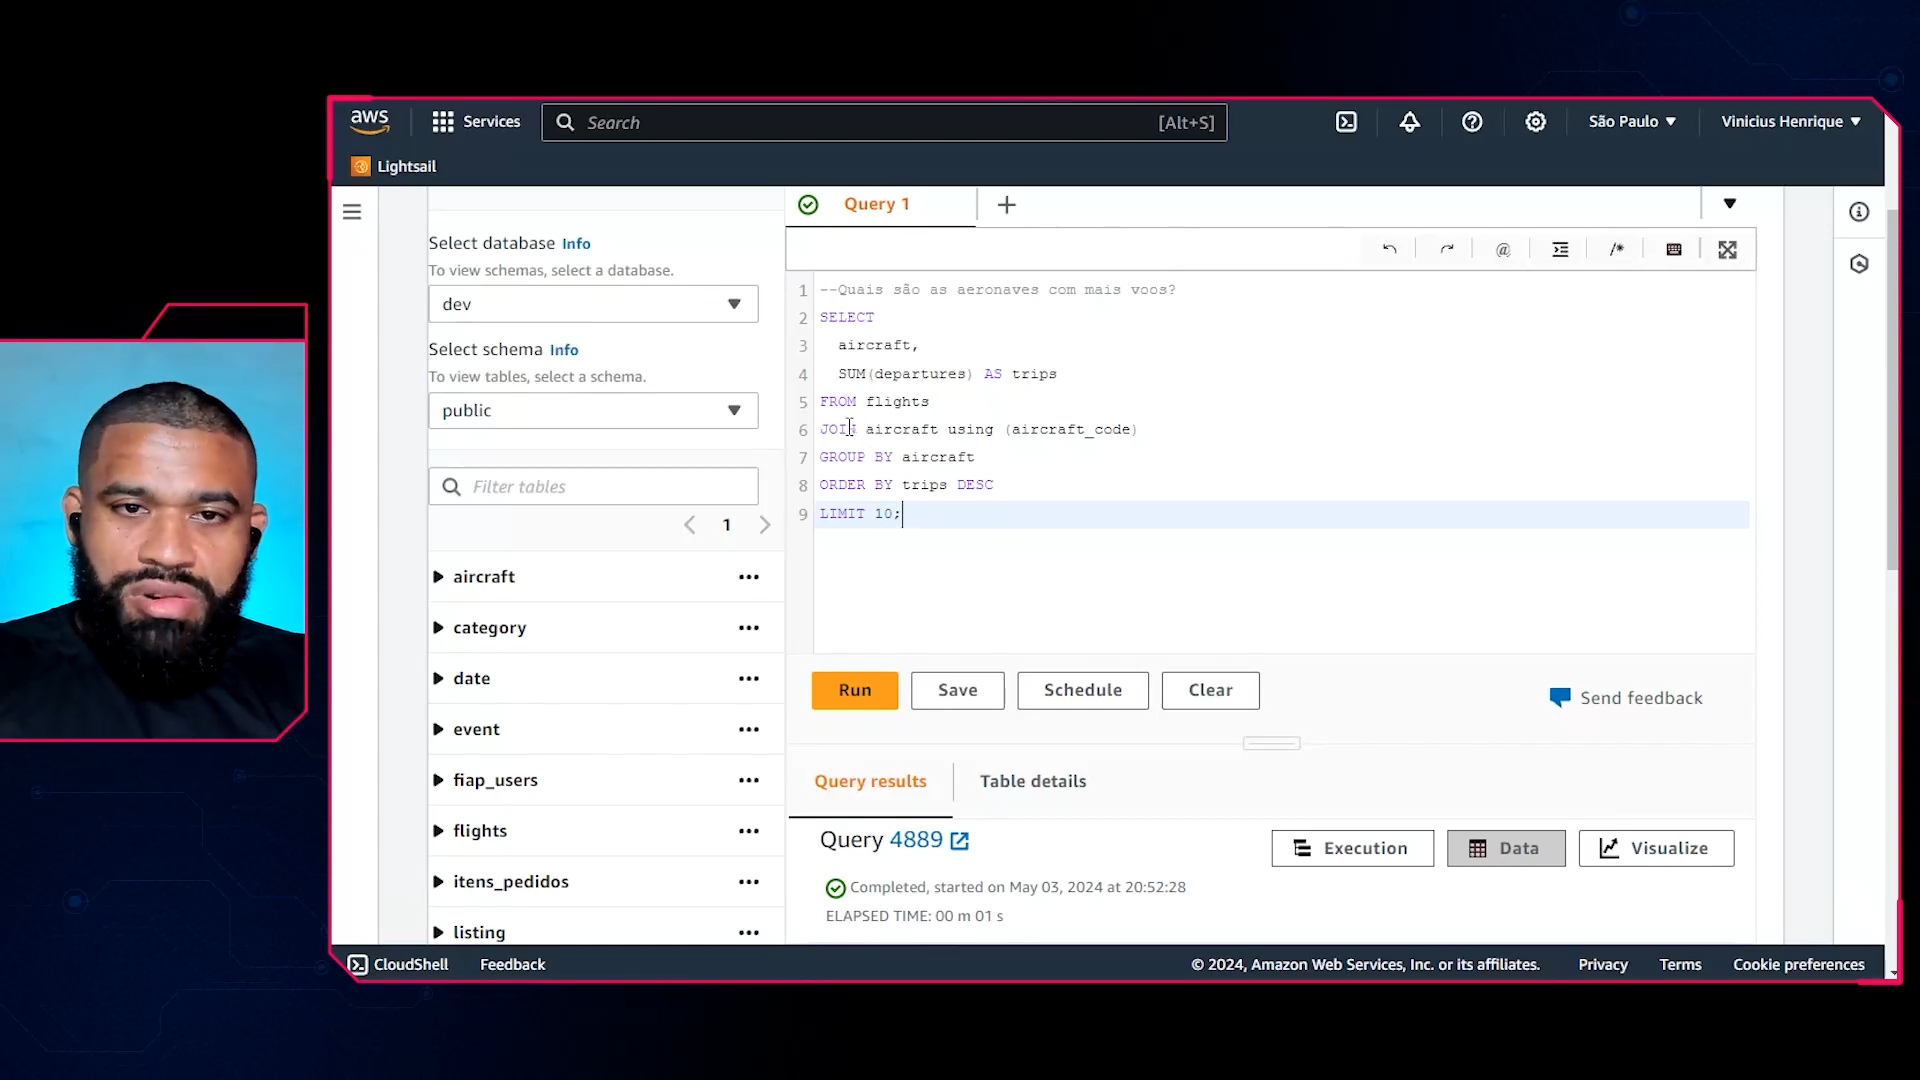 aws
Services
Search
[Alt+S]
São Paulo
Vinicius Henrique
Lightsail
Select database Info
To view schemas, select a database.
dev
Select schema Info
To view tables, select a schema.
public
Filter tables
1
aircraft
category
date
event
fiap_users
flights
itens_pedidos
listing
Query 1
@
/*
1 --Quais são as aeronaves com mais voos?
2 SELECT
3 aircraft,
4 SUM(departures) AS trips
5 FROM flights
6 JOIN aircraft using (aircraft_code)
7 GROUP BY aircraft
8 ORDER BY trips DESC
9 LIMIT 10;
Run
Save
Schedule
Clear
Send feedback
Query results
Table details
Query 4889
Execution
Data
Visualize
Completed, started on May 03, 2024 at 20:52:28
ELAPSED TIME: 00 m 01 s
CloudShell
Feedback
© 2024, Amazon Web Services, Inc. or its affiliates.
Privacy
Terms
Cookie preferences